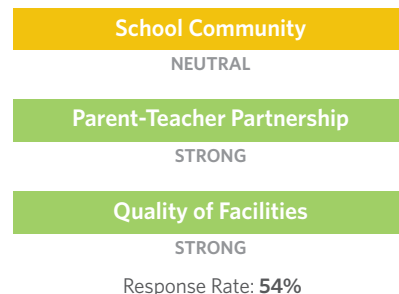 School Community
NEUTRAL
Parent-Teacher Partnership
STRONG
Quality of Facilities
STRONG
Response Rate: 54%